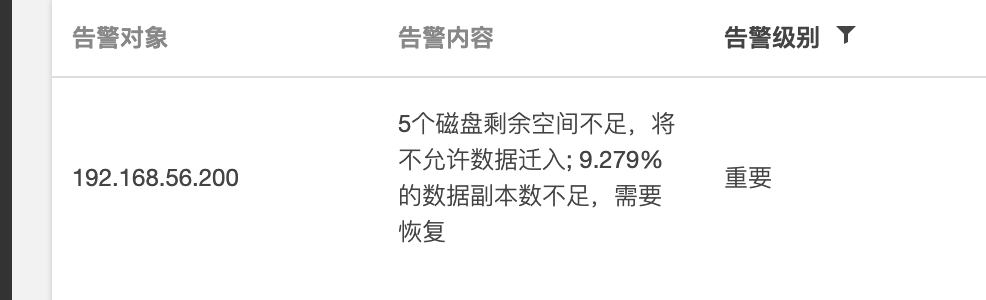 告警对象 告警内容 告警级别
5个磁盘剩余空间不足，将
不允许数据迁入; 9.279%
192.168.56.200 重要
的数据副本数不足，需要
恢复